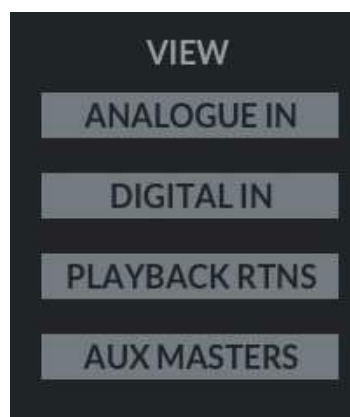 VIEW
ANALOGUE IN
DIGITAL IN
PLAYBACK RTNS
AUX MASTERS